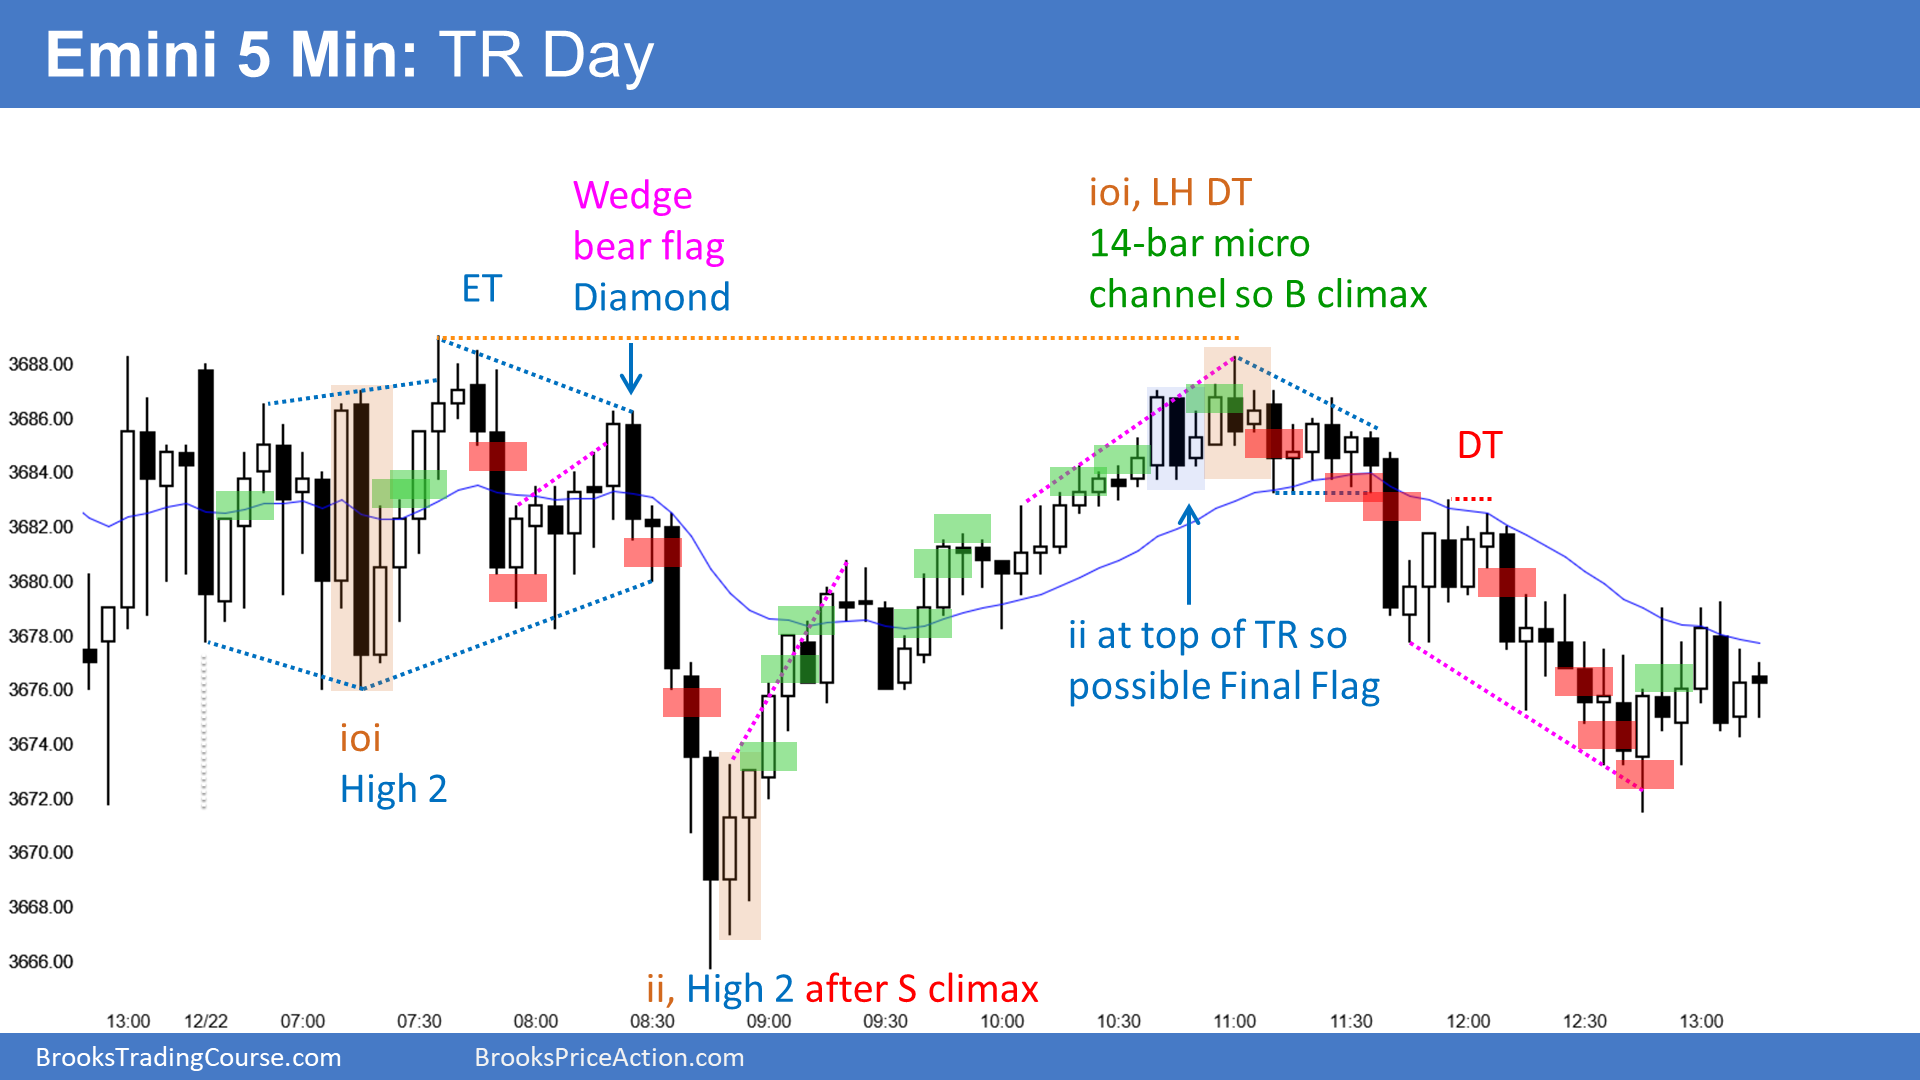 Emini 5 Min: TR Day
Wedge
bear flag
Diamond
ET
ioi, LH DT
14-bar micro
channel so B climax
DT
3688.00
3686.00
3684.00
3682.00
3680.00
3678.00
3676.00
3674.00
3672.00
3670.00
3668.00
3666.00
ii at top of TR so
possible Final Flag
ioi
High 2
ii, High 2 after S climax
13:00 12/22 07:00 07:30 08:00 08:30 09:00 09:30 10:00 10:30 11:00 11:30 12:00 12:30 13:00
BrooksTradingCourse.com BrooksPriceAction.com